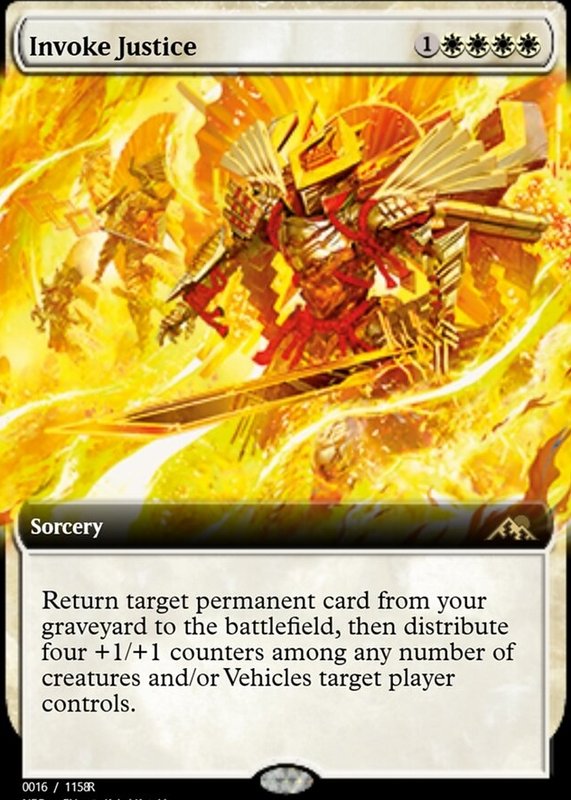 Invoke Justice
1
Sorcery
Return target permanent card from your
graveyard to the battlefield, then distribute
four +1/+1 counters among any number of
creatures and/or Vehicles target player
controls.
0016 / 1158R